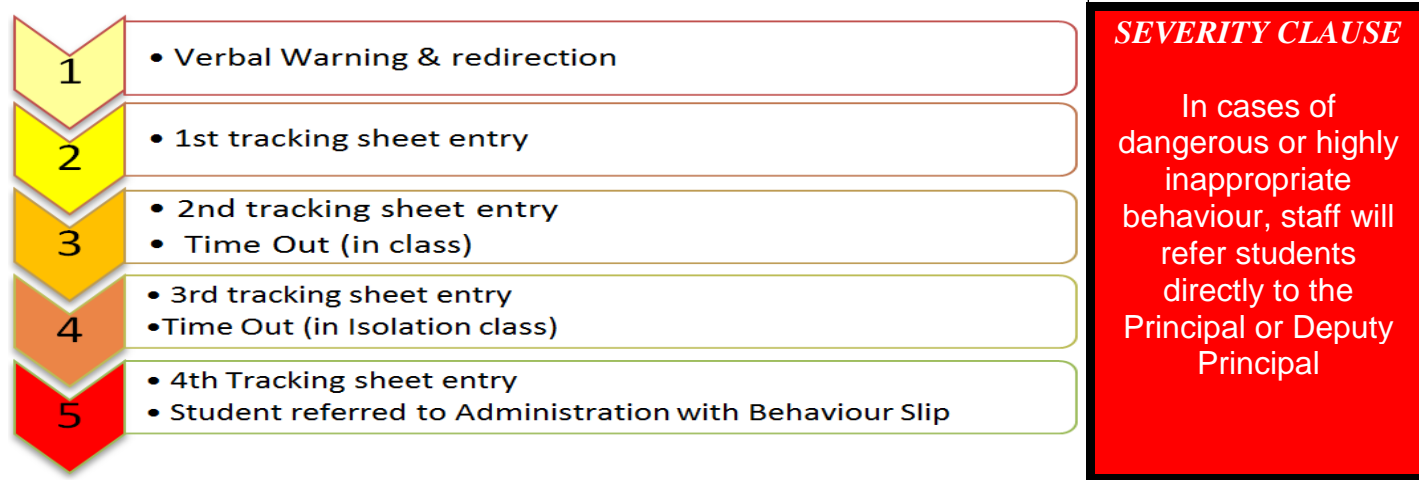 1
• Verbal Warning & redirection
2
• 1st tracking sheet entry
3
• 2nd tracking sheet entry
• Time Out (in class)
4
• 3rd tracking sheet entry
•Time Out (in Isolation class)
5
• 4th Tracking sheet entry
• Student referred to Administration with Behaviour Slip
SEVERITY CLAUSE
In cases of
dangerous or highly
inappropriate
behaviour, staff will
refer students
directly to the
Principal or Deputy
Principal